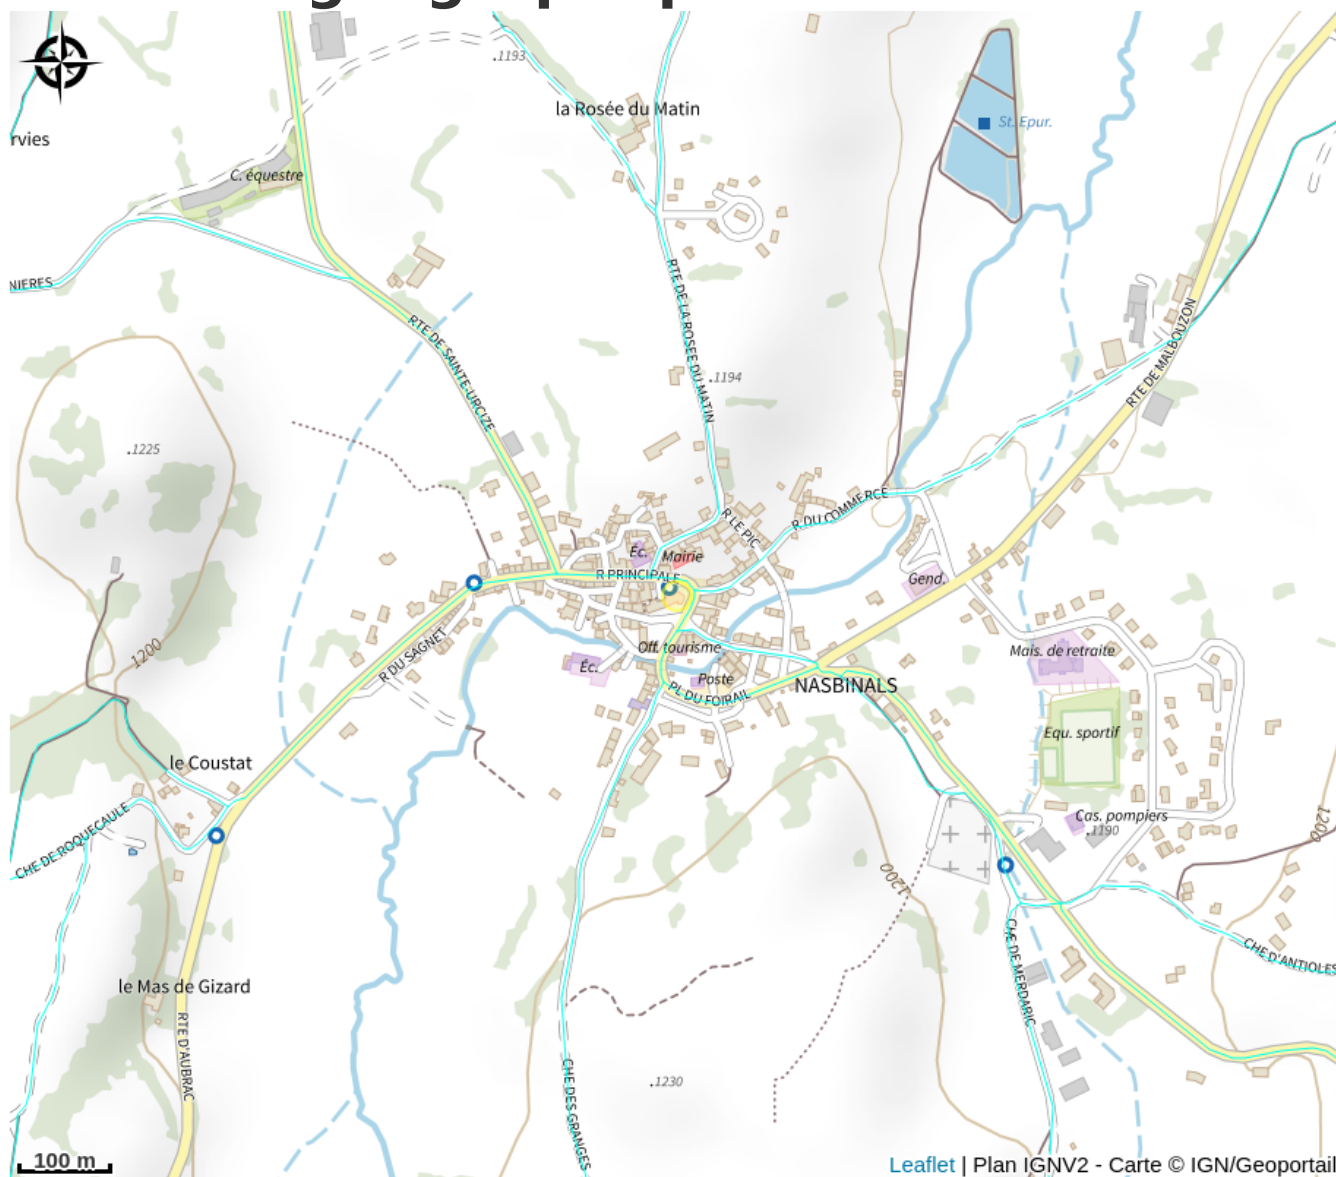 .1193
la Rosée du Matin
St. Epur.
rvies
C. équestre
NIERES
RTE DE LA ROSEE DU MATIN
RTE DE SAINTE-URCIZE
RTE DE MALBOUZON
.1194
.1225
R DU COMMERCE
R LE PIC
Éc.
Mairie
R PRINCIPALE
Gend.
1200
R DU SAGNET
Off. tourisme
Mais. de retraite
Éc.
Poste
PL DU FOIRAIL
NASBINALS
Equ. sportif
le Coustat
CHE DE ROQUECAULE
Cas. pompiers
.1190
1200
1200
CHE DE MERDARIC
CHE D'ANTIOLES
le Mas de Gizard
RTE D'AUBRAC
CHE DES GRANGES
.1230
100 m
Leaflet | Plan IGNV2 - Carte © IGN/Geoportail